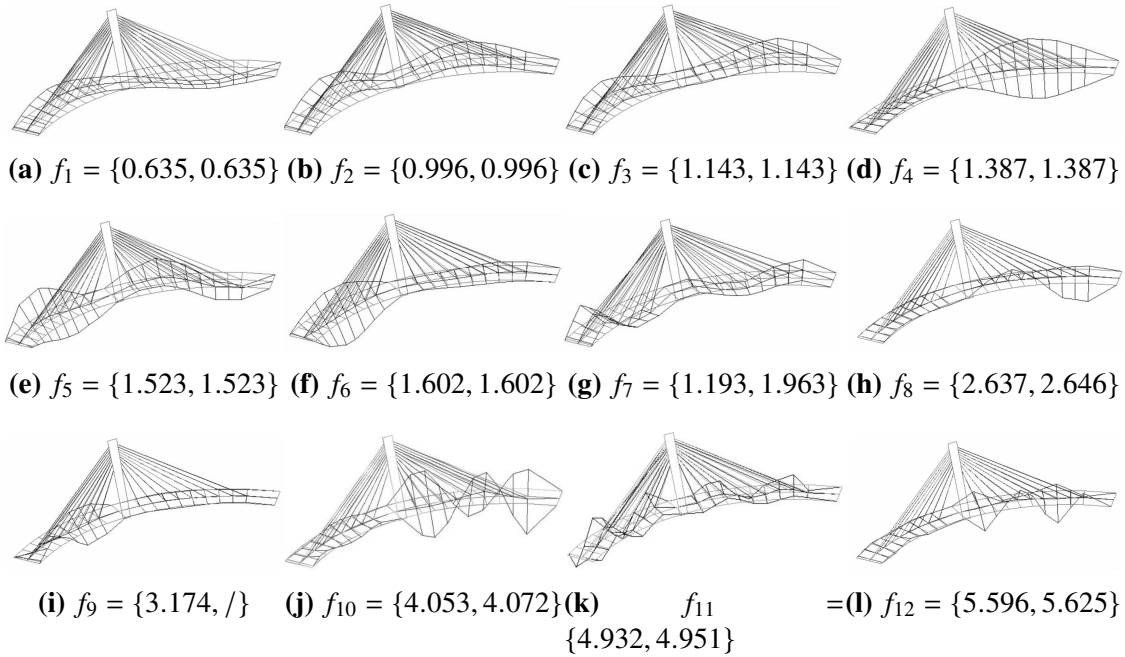 (a) f1 = {0.635, 0.635} (b) f2 = {0.996, 0.996} (c) f3 = {1.143, 1.143} (d) f4 = {1.387, 1.387}
(e) f5 = {1.523, 1.523} (f) f6 = {1.602, 1.602} (g) f7 = {1.193, 1.963} (h) f8 = {2.637, 2.646}
(i) f9 = {3.174, /} (j) f10 = {4.053, 4.072} (k) f11 = (l) f12 = {5.596, 5.625}
{4.932, 4.951}